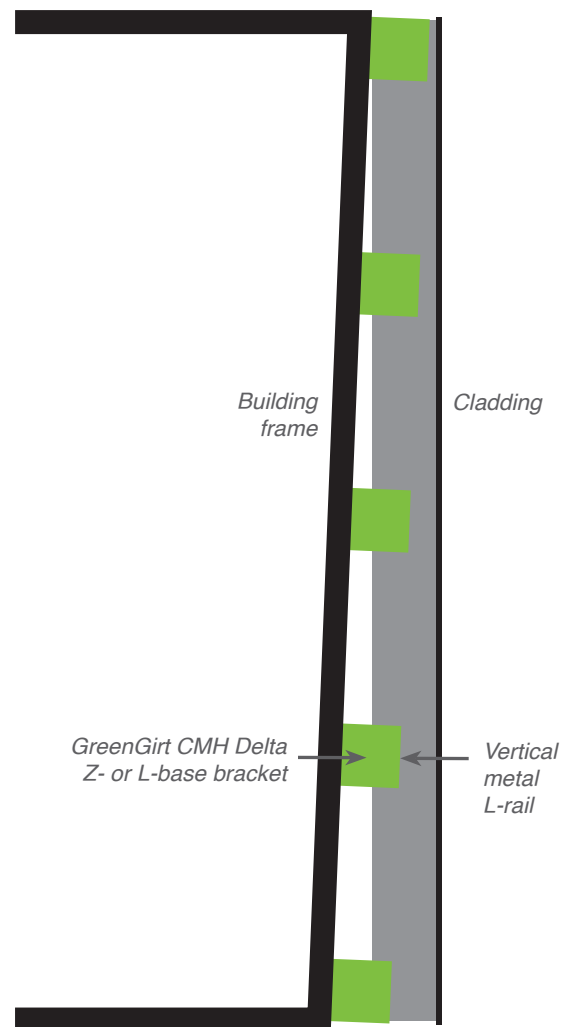 Building
frame
Cladding
GreenGirt CMH Delta
Z- or L-base bracket
Vertical
metal
L-rail